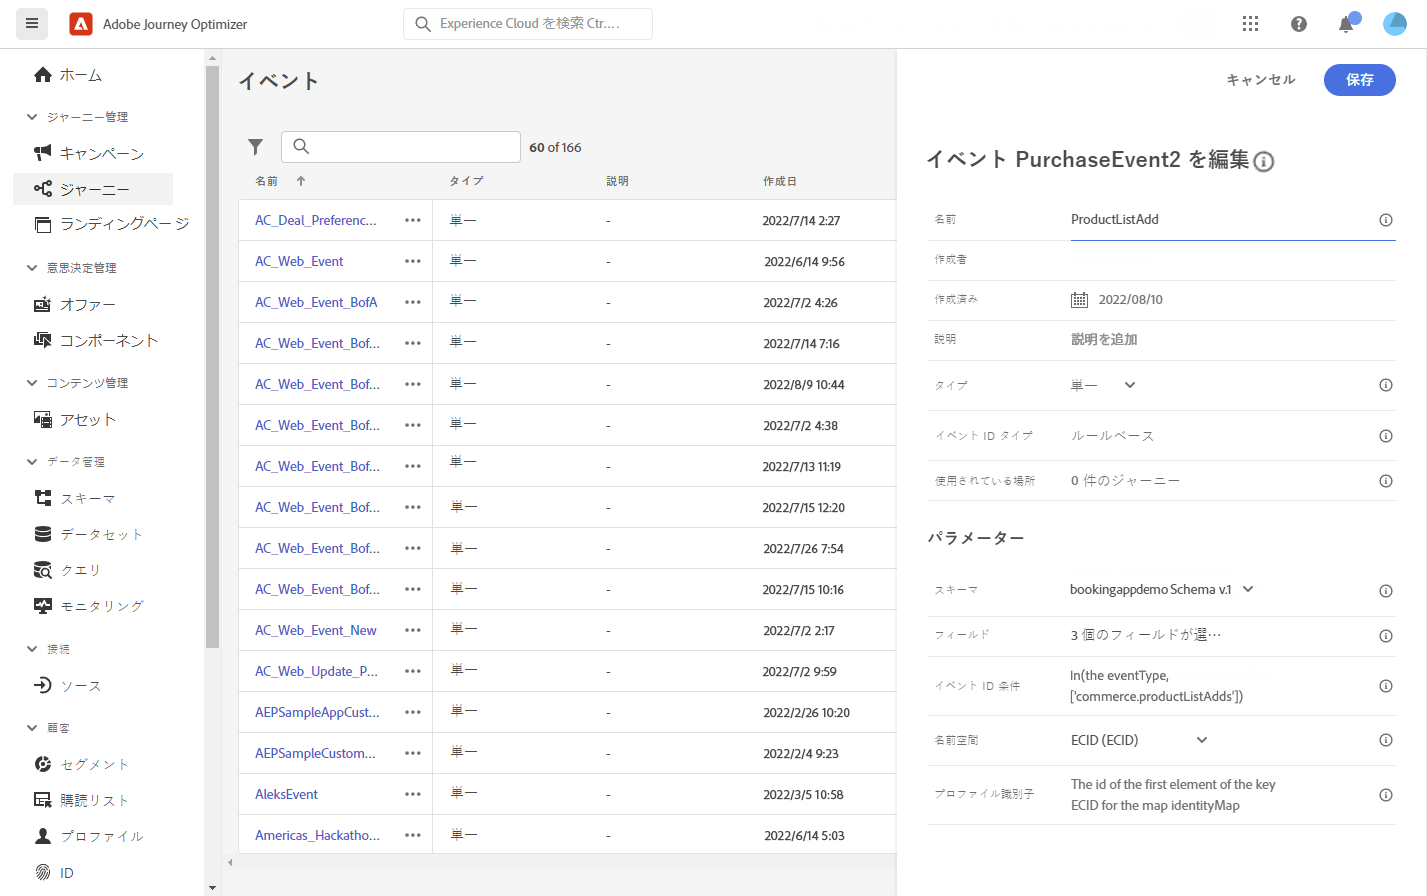 Adobe Journey Optimizer
Experience Cloud を検索 Ctr....
ホーム
ジャーニー管理
キャンペーン
ジャーニー
ランディングページ
意思決定管理
オファー
コンポーネント
コンテンツ管理
アセット
データ管理
スキーマ
データセット
クエリ
モニタリング
接続
ソース
顧客
セグメント
購読リスト
プロファイル
ID
イベント
60 of 166
名前 タイプ 説明 作成日
AC_Deal_Preferenc... 単一 - 2022/7/14 2:27
AC_Web_Event 単一 - 2022/6/14 9:56
AC_Web_Event_BofA 単一 - 2022/7/2 4:26
AC_Web_Event_Bof... 単一 - 2022/7/14 7:16
AC_Web_Event_Bof... 単一 - 2022/8/9 10:44
AC_Web_Event_Bof... 単一 - 2022/7/2 4:38
AC_Web_Event_Bof... 単一 - 2022/7/13 11:19
AC_Web_Event_Bof... 単一 - 2022/7/15 12:20
AC_Web_Event_Bof... 単一 - 2022/7/26 7:54
AC_Web_Event_Bof... 単一 - 2022/7/15 10:16
AC_Web_Event_New 単一 - 2022/7/2 2:17
AC_Web_Update_P... 単一 - 2022/7/2 9:59
AEPSampleAppCust... 単一 - 2022/2/26 10:20
AEPSampleCustom... 単一 - 2022/2/4 9:23
AleksEvent 単一 - 2022/3/5 10:58
Americas_Hackatho... 単一 - 2022/6/14 5:03
キャンセル 保存
イベント PurchaseEvent2 を編集
名前 ProductListAdd
作成者
作成済み 2022/08/10
説明 説明を追加
タイプ 単一
イベント ID タイプ ルールベース
使用されている場所 0 件のジャーニー
パラメーター
スキーマ bookingappdemo Schema v.1
フィールド 3 個のフィールドが選…
イベント ID 条件 In(the eventType,
['commerce.productListAdds'])
名前空間 ECID (ECID)
プロファイル識別子 The id of the first element of the key
ECID for the map identityMap